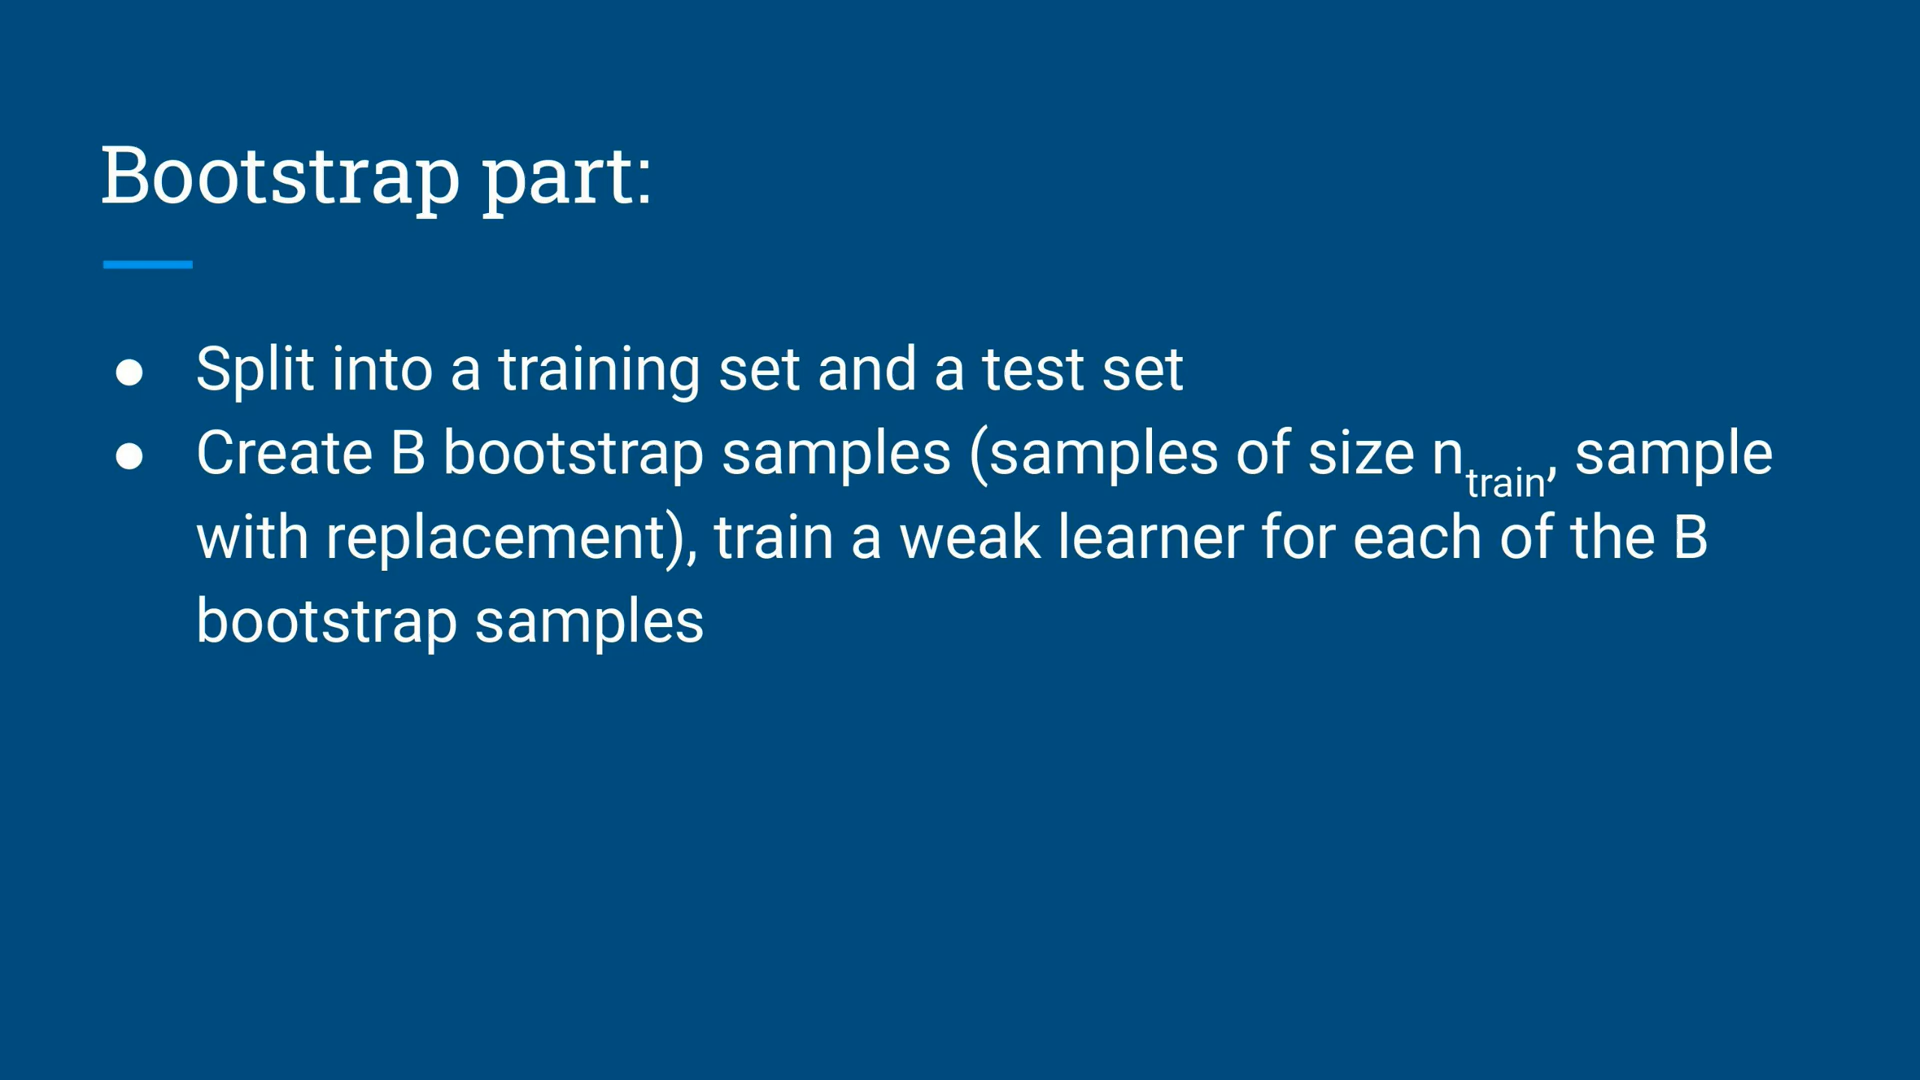 Bootstrap part:
● Split into a training set and a test set
● Create B bootstrap samples (samples of size n_train, sample
with replacement), train a weak learner for each of the B
bootstrap samples